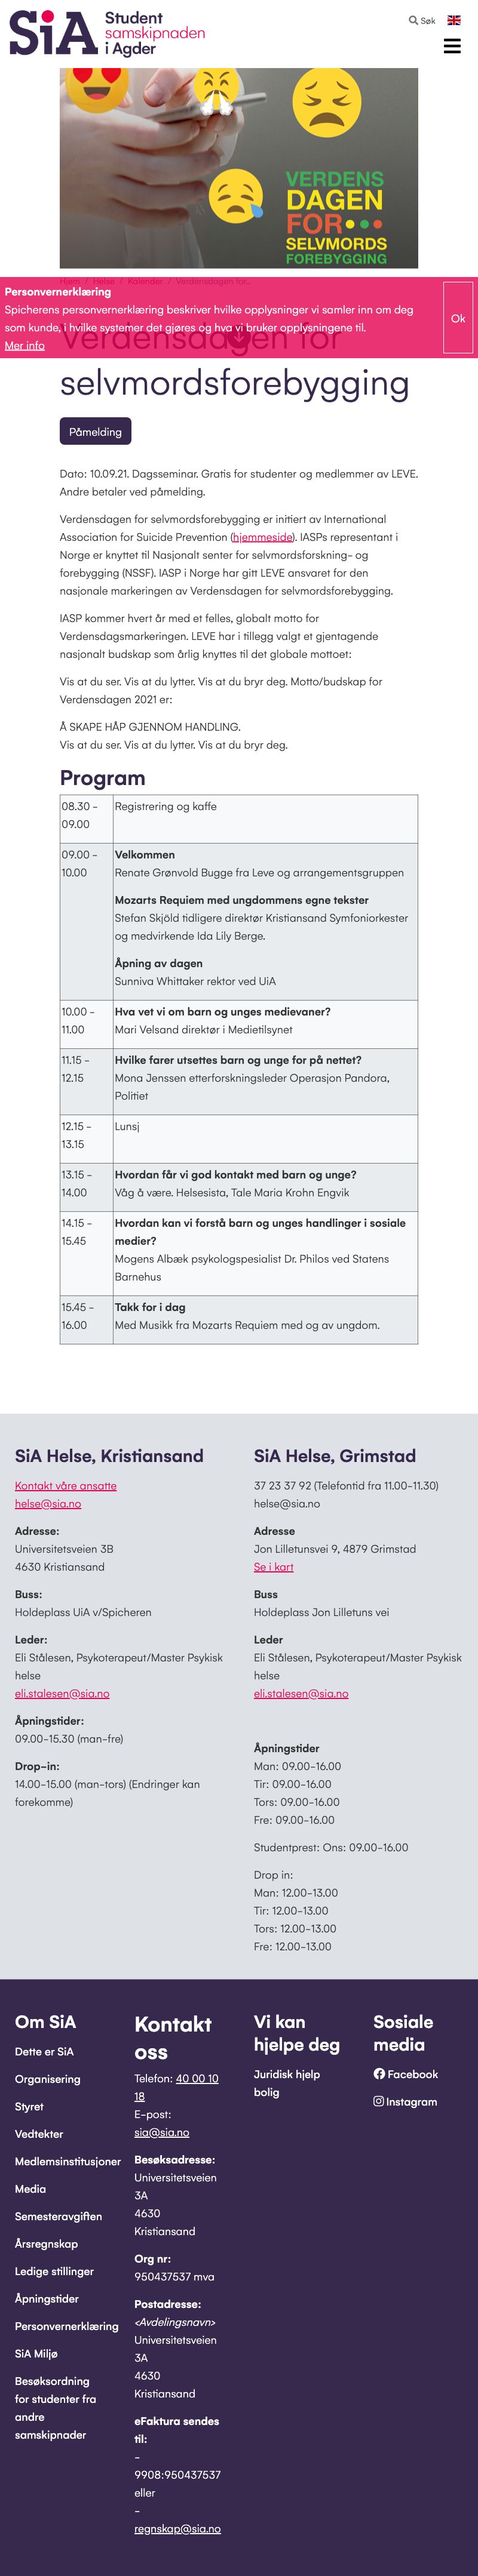 SiA Student
samskipnaden
i Agder
Søk
VERDENS
DAGEN
FOR
SELVMORDS
FOREBYGGING
Hjem / Helse / Kalender / Verdensdagen for...
Personvernerklæring
Spicherens personvernerklæring beskriver hvilke opplysninger vi samler inn om deg
som kunde, i hvilke systemer det gjøres og hva vi bruker opplysningene til.
Mer info
Ok
Verdensdagen for
selvmordsforebygging
Påmelding
Dato: 10.09.21. Dagsseminar. Gratis for studenter og medlemmer av LEVE.
Andre betaler ved påmelding.
Verdensdagen for selvmordsforebygging er initiert av International
Association for Suicide Prevention (hjemmeside). IASPs representant i
Norge er knyttet til Nasjonalt senter for selvmordsforskning- og
forebygging (NSSF). IASP i Norge har gitt LEVE ansvaret for den
nasjonale markeringen av Verdensdagen for selvmordsforebygging.
IASP kommer hvert år med et felles, globalt motto for
Verdensdagsmarkeringen. LEVE har i tillegg valgt et gjentagende
nasjonalt budskap som årlig knyttes til det globale mottoet:
Vis at du ser. Vis at du lytter. Vis at du bryr deg. Motto/budskap for
Verdensdagen 2021 er:
Å SKAPE HÅP GJENNOM HANDLING.
Vis at du ser. Vis at du lytter. Vis at du bryr deg.
Program
08.30 -
09.00
Registrering og kaffe
09.00 -
10.00
Velkommen
Renate Grønvold Bugge fra Leve og arrangementsgruppen
Mozarts Requiem med ungdommens egne tekster
Stefan Skjöld tidligere direktør Kristiansand Symfoniorkester
og medvirkende Ida Lily Berge.
Åpning av dagen
Sunniva Whittaker rektor ved UiA
10.00 -
11.00
Hva vet vi om barn og unges medievaner?
Mari Velsand direktør i Medietilsynet
11.15 -
12.15
Hvilke farer utsettes barn og unge for på nettet?
Mona Jenssen etterforskningsleder Operasjon Pandora,
Politiet
12.15 -
13.15
Lunsj
13.15 -
14.00
Hvordan får vi god kontakt med barn og unge?
Våg å være. Helsesista, Tale Maria Krohn Engvik
14.15 -
15.45
Hvordan kan vi forstå barn og unges handlinger i sosiale
medier?
Mogens Albæk psykologspesialist Dr. Philos ved Statens
Barnehus
15.45 -
16.00
Takk for i dag
Med Musikk fra Mozarts Requiem med og av ungdom.
SiA Helse, Kristiansand
Kontakt våre ansatte
helse@sia.no
Adresse:
Universitetsveien 3B
4630 Kristiansand
Buss:
Holdeplass UiA v/Spicheren
Leder:
Eli Stålesen, Psykoterapeut/Master Psykisk
helse
eli.stalesen@sia.no
Åpningstider:
09.00-15.30 (man-fre)
Drop-in:
14.00-15.00 (man-tors) (Endringer kan
forekomme)
SiA Helse, Grimstad
37 23 37 92 (Telefontid fra 11.00-11.30)
helse@sia.no
Adresse
Jon Lilletunsvei 9, 4879 Grimstad
Se i kart
Buss
Holdeplass Jon Lilletuns vei
Leder
Eli Stålesen, Psykoterapeut/Master Psykisk
helse
eli.stalesen@sia.no
Åpningstider
Man: 09.00-16.00
Tir: 09.00-16.00
Tors: 09.00-16.00
Fre: 09.00-16.00
Studentprest: Ons: 09.00-16.00
Drop in:
Man: 12.00-13.00
Tir: 12.00-13.00
Tors: 12.00-13.00
Fre: 12.00-13.00
Om SiA
Dette er SiA
Organisering
Styret
Vedtekter
Medlemsinstitusjoner
Media
Semesteravgiften
Årsregnskap
Ledige stillinger
Åpningstider
Personvernerklæring
SiA Miljø
Besøksordning
for studenter fra
andre
samskipnader
Kontakt
oss
Telefon: 40 00 10
18
E-post:
sia@sia.no
Besøksadresse:
Universitetsveien
3A
4630
Kristiansand
Org nr:
950437537 mva
Postadresse:
<Avdelingsnavn>
Universitetsveien
3A
4630
Kristiansand
eFaktura sendes
til:
-
9908:950437537
eller
-
regnskap@sia.no
Vi kan
hjelpe deg
Juridisk hjelp
bolig
Sosiale
media
Facebook
Instagram